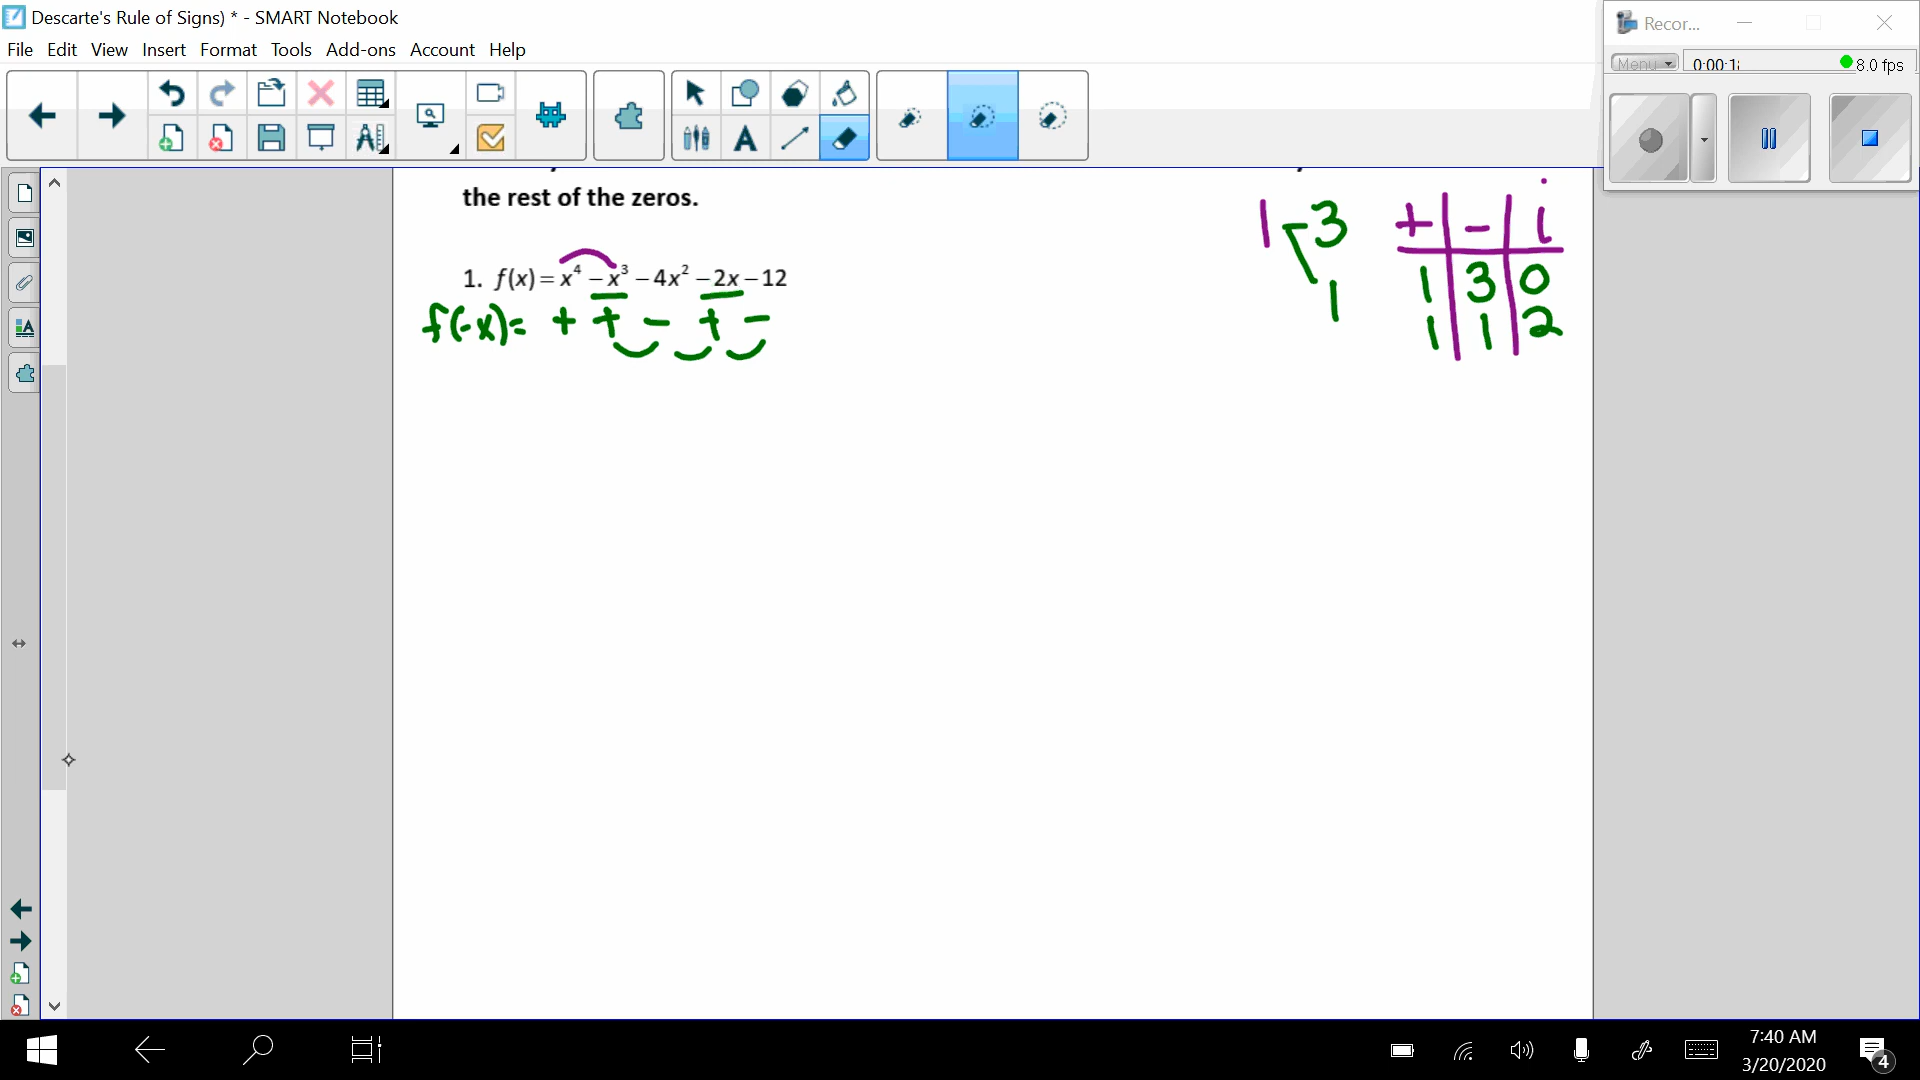 Descarte's Rule of Signs) * - SMART Notebook
Recor...
File Edit View Insert Format Tools Add-ons Account Help
Menu 0:00:1 8.0 fps
the rest of the zeros.
1 3 + - i
1
1. f(x) = x⁴ − x³ − 4x² − 2x − 12
f(-x)= + + - + -
1 3 0
1 1 2
7:40 AM
3/20/2020
4